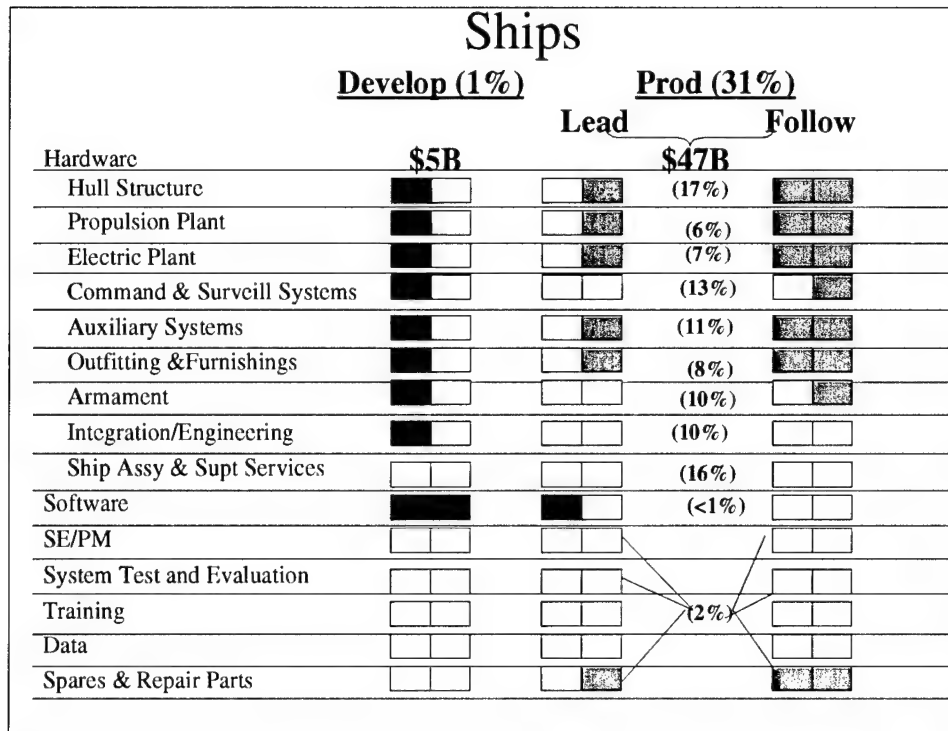 Ships
Develop (1%) Prod (31%)
Lead Follow
Hardware $5B $47B
Hull Structure (17%)
Propulsion Plant (6%)
Electric Plant (7%)
Command & Surveill Systems (13%)
Auxiliary Systems (11%)
Outfitting &Furnishings (8%)
Armament (10%)
Integration/Engineering (10%)
Ship Assy & Supt Services (16%)
Software (<1%)
SE/PM
System Test and Evaluation
Training (2%)
Data
Spares & Repair Parts